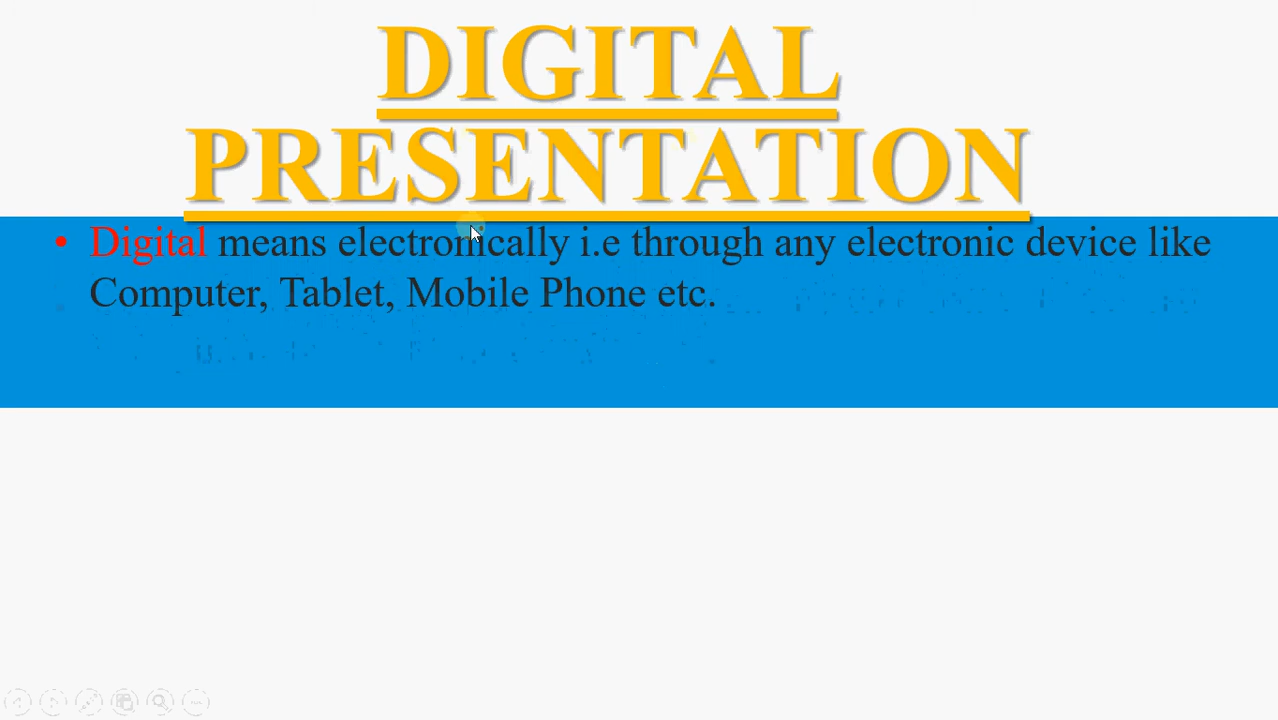 DIGITAL
PRESENTATION
• Digital means electronically i.e through any electronic device like
Computer, Tablet, Mobile Phone etc.